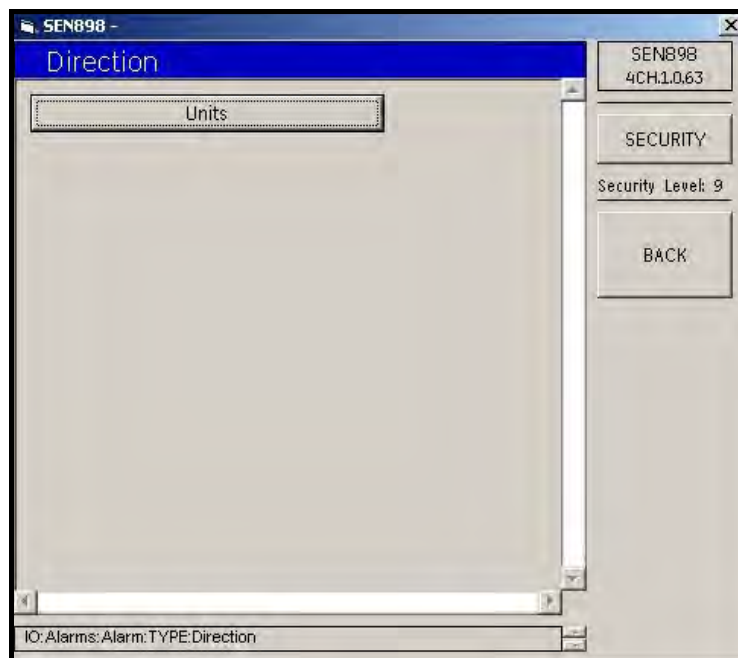 SEN898 -
Direction
Units
SEN898
4CH.1.0.63
SECURITY
Security Level: 9
BACK
IO:Alarms:Alarm:TYPE:Direction